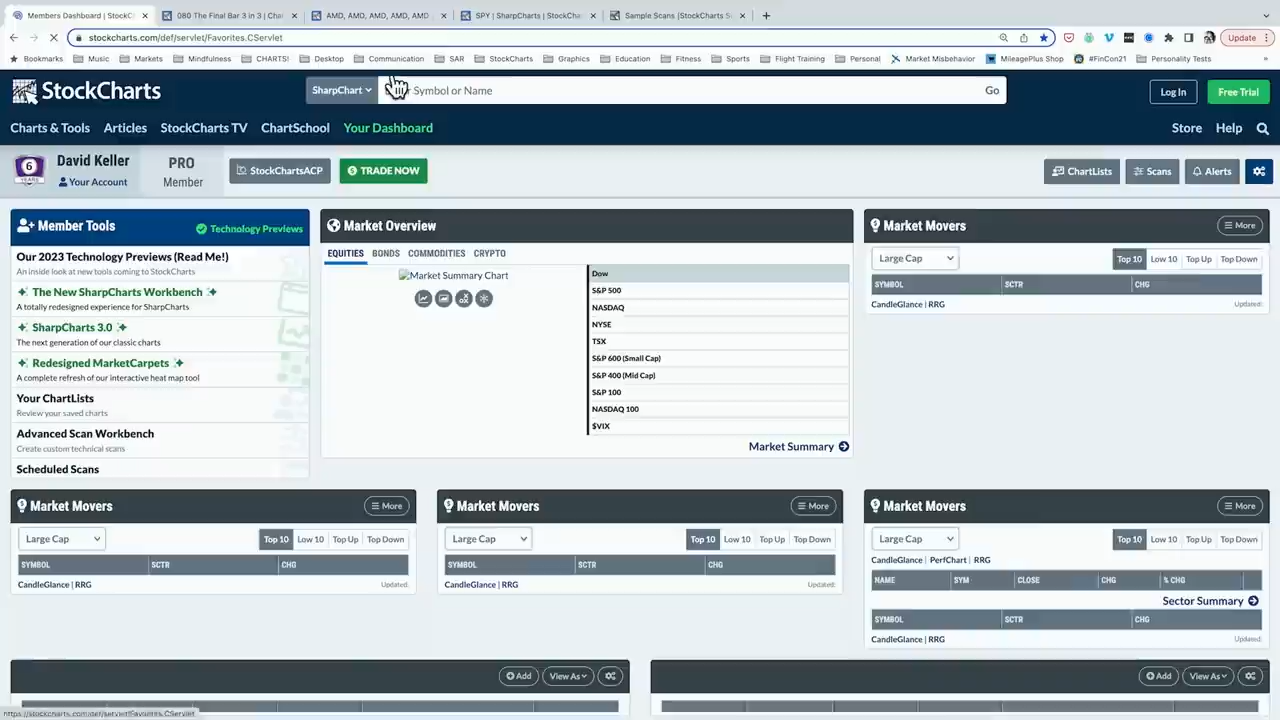 Members Dashboard | StockC
080 The Final Bar 3 in 3 | Cha
AMD, AMD, AMD, AMD, AMD
SPY | SharpCharts | StockCha
Sample Scans |StockCharts S
stockcharts.com/def/servlet/Favorites.CServlet
Update
Bookmarks
Music
Markets
Mindfulness
CHARTS!
Desktop
Communication
SAR
StockCharts
Graphics
Education
Fitness
Sports
Flight Training
Personal
Market Misbehavior
MileagePlus Shop
#FinCon21
Personality Tests
StockCharts
SharpChart
Symbol or Name
Go
Log In
Free Trial
Charts & Tools
Articles
StockCharts TV
ChartSchool
Your Dashboard
Store
Help
6
YEARS
David Keller
Your Account
PRO
Member
StockChartsACP
TRADE NOW
ChartLists
Scans
Alerts
Member Tools
Technology Previews
Our 2023 Technology Previews (Read Me!)
An inside look at new tools coming to StockCharts
The New SharpCharts Workbench
A totally redesigned experience for SharpCharts
SharpCharts 3.0
The next generation of our classic charts
Redesigned MarketCarpets
A complete refresh of our interactive heat map tool
Your ChartLists
Review your saved charts
Advanced Scan Workbench
Create custom technical scans
Scheduled Scans
Market Overview
EQUITIES BONDS COMMODITIES CRYPTO
Market Summary Chart
Dow
S&P 500
NASDAQ
NYSE
TSX
S&P 600 (Small Cap)
S&P 400 (Mid Cap)
S&P 100
NASDAQ 100
$VIX
Market Summary
Market Movers
More
Large Cap
Top 10 Low 10 Top Up Top Down
SYMBOL SCTR CHG
CandleGlance | RRG
Updated:
Market Movers
More
Large Cap
Top 10 Low 10 Top Up Top Down
SYMBOL SCTR CHG
CandleGlance | RRG
Updated:
Market Movers
More
Large Cap
Top 10 Low 10 Top Up Top Down
SYMBOL SCTR CHG
CandleGlance | RRG
Updated:
Market Movers
More
Large Cap
Top 10 Low 10 Top Up Top Down
CandleGlance | PerfChart | RRG
NAME SYM CLOSE CHG % CHG
Sector Summary
SYMBOL SCTR CHG
CandleGlance | RRG
Updated:
Add
View As
Add
View As
https://stockcharts.com/def/servlet/Favorites.CServlet